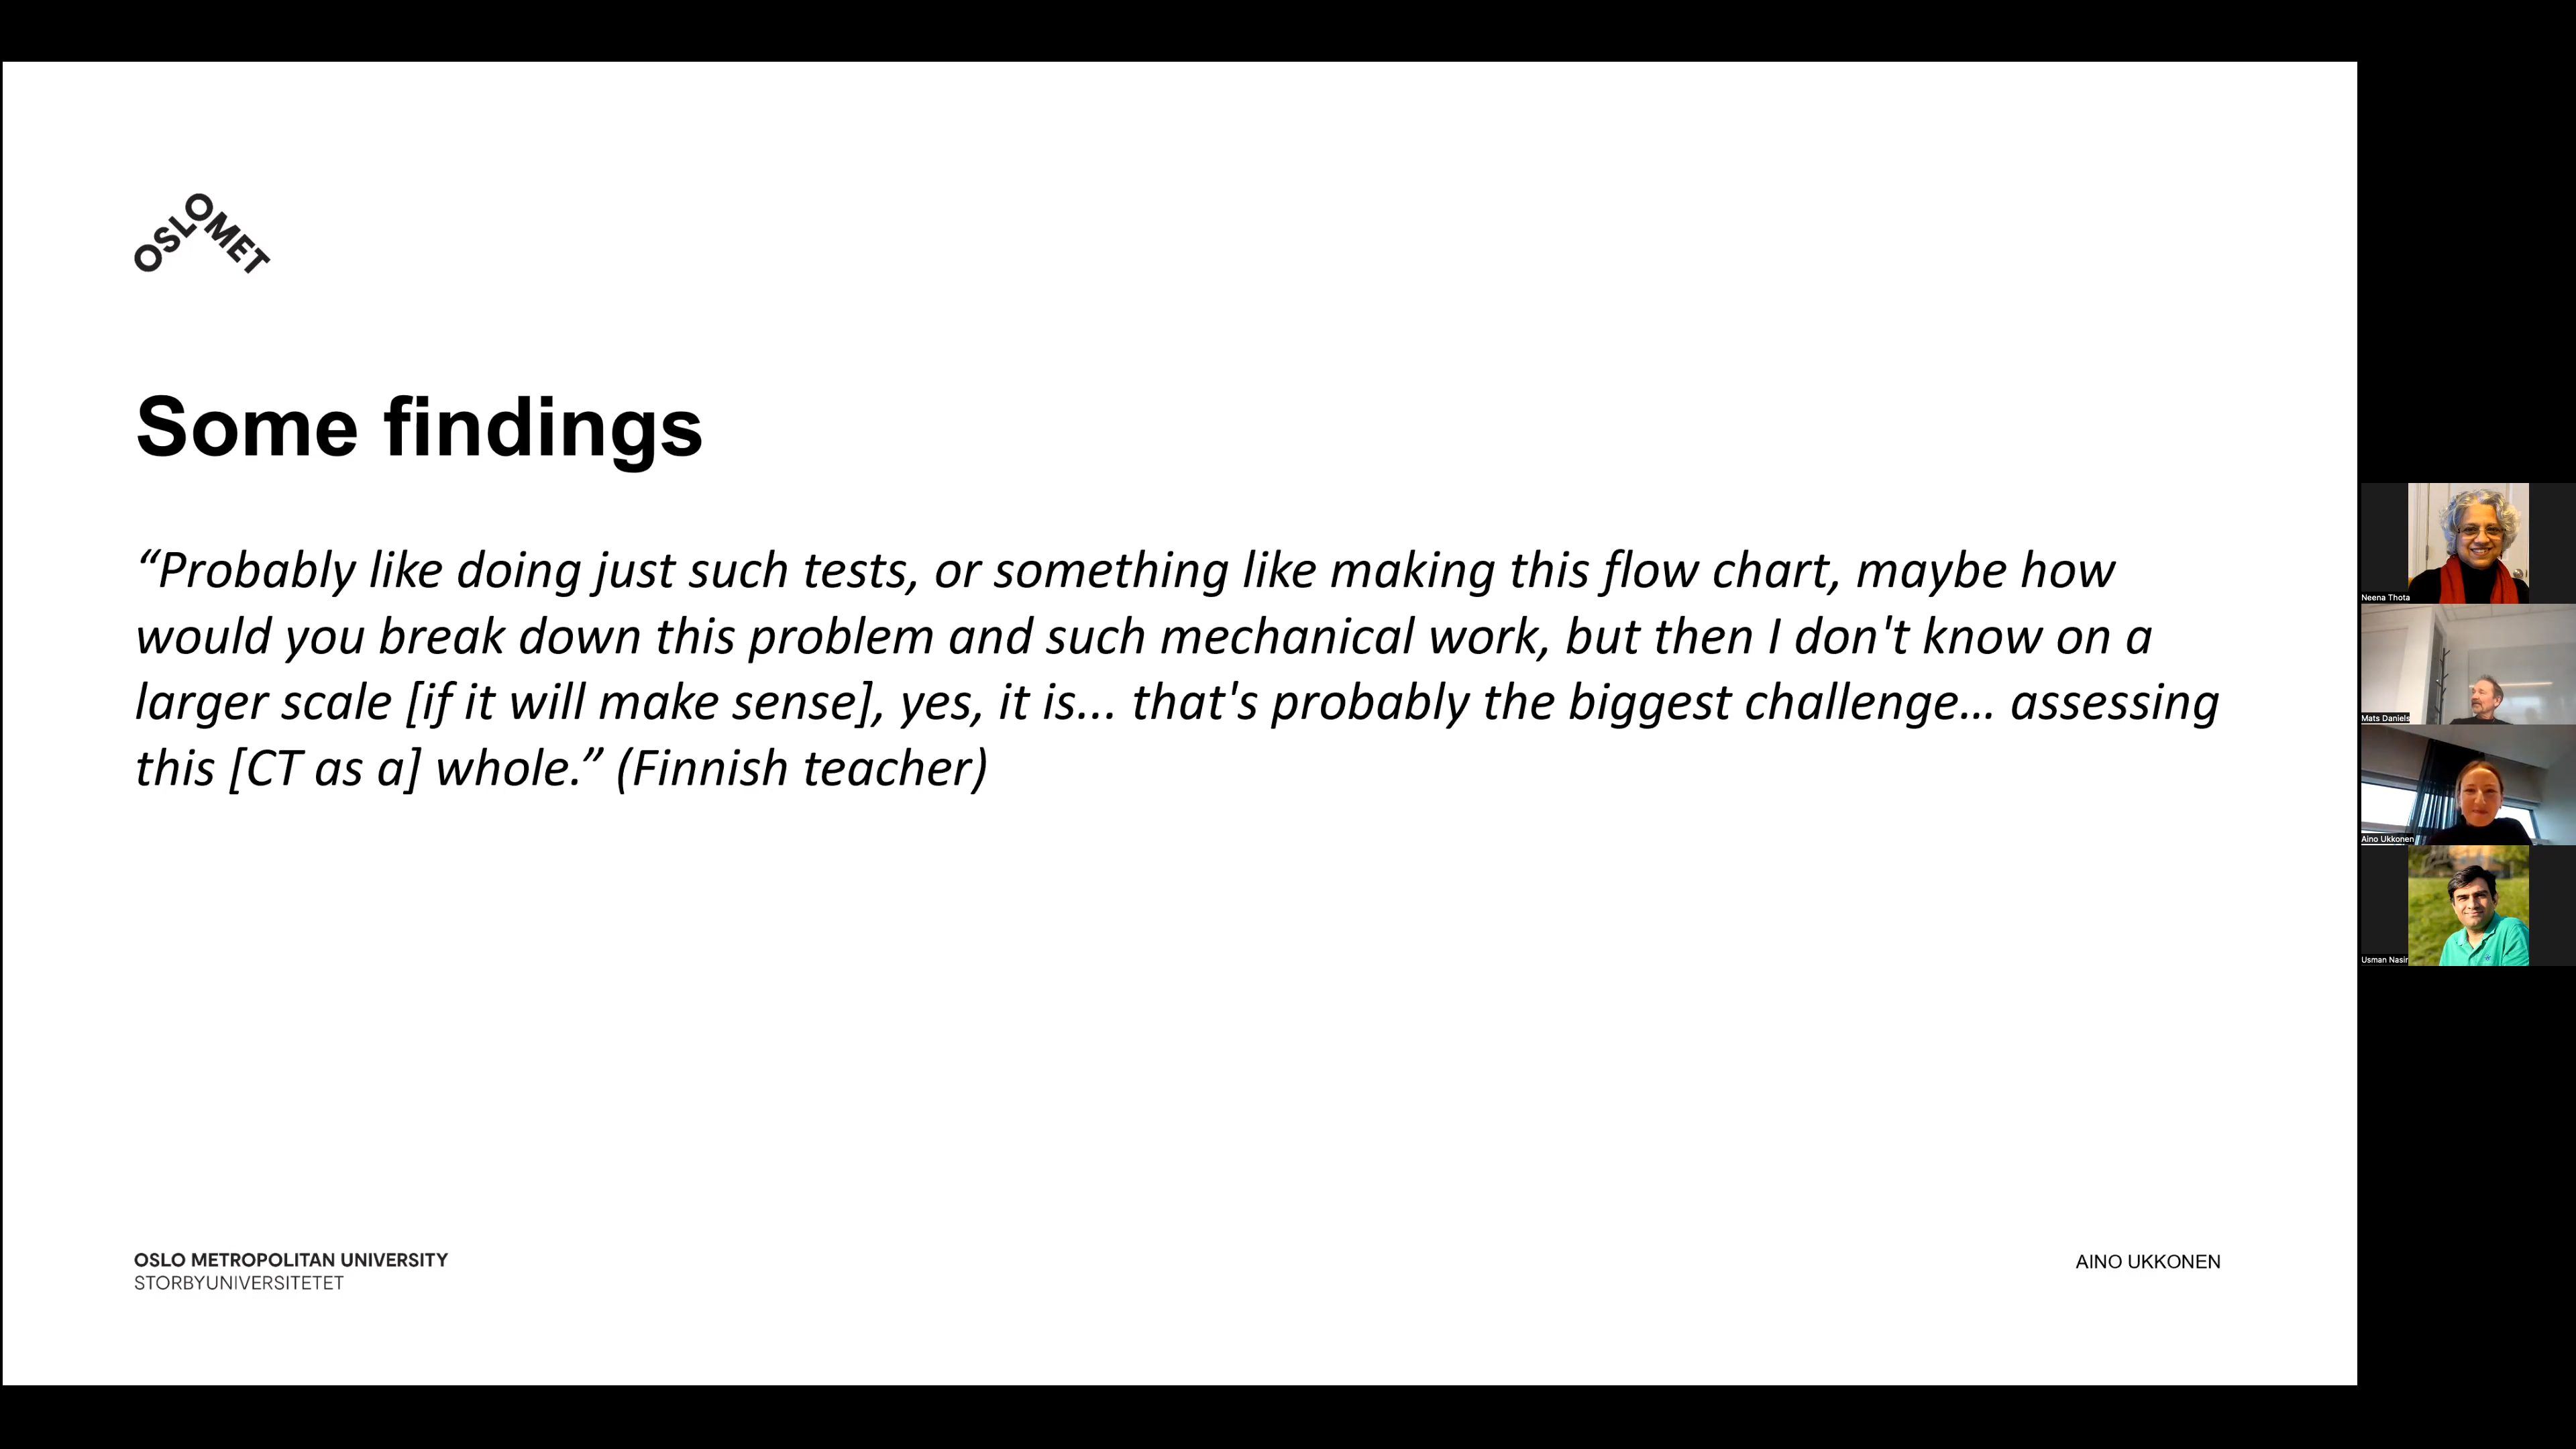 OSLOMET
Some findings
“Probably like doing just such tests, or something like making this flow chart, maybe how
would you break down this problem and such mechanical work, but then I don't know on a
larger scale [if it will make sense], yes, it is... that's probably the biggest challenge... assessing
this [CT as a] whole.” (Finnish teacher)
OSLO METROPOLITAN UNIVERSITY
STORBYUNIVERSITETET
AINO UKKONEN
Neena Thota
Mats Daniels
Aino Ukkonen
Usman Nasir